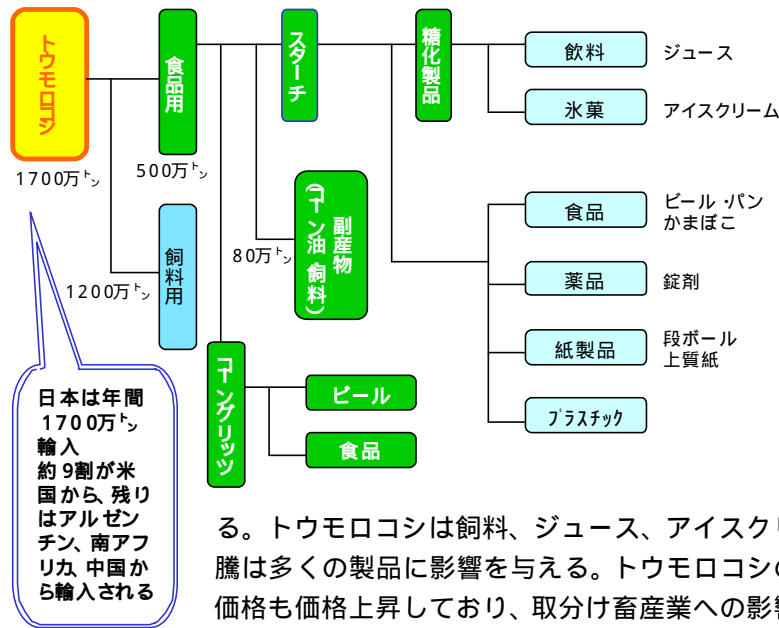 トウモロコシ
1700万トン
食品用
500万トン
飼料用
1200万トン
スターチ
副産物
(コーン油、飼料)
80万トン
コーングリッツ
ビール
食品
糖化製品
飲料
ジュース
氷菓
アイスクリーム
食品
ビール・パン
かまぼこ
薬品
錠剤
紙製品
段ボール
上質紙
プラスチック
日本は年間
1700万トン
輸入
約9割が米
国から、残り
はアルゼン
チン、南アフ
リカ、中国か
ら輸入される
る。トウモロコシは飼料、ジュース、アイスクリ
騰は多くの製品に影響を与える。トウモロコシの
価格も価格上昇しており、取分け畜産業への影響